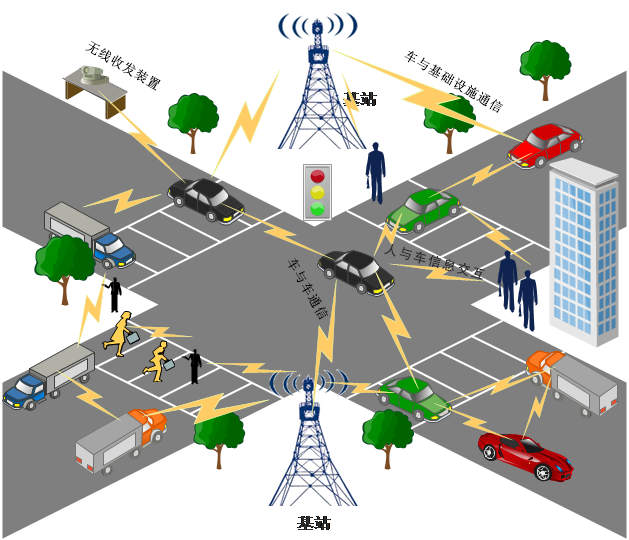 无线收发装置
车与基础设施通信
基站
人与车信息交互
车与车通信
基站